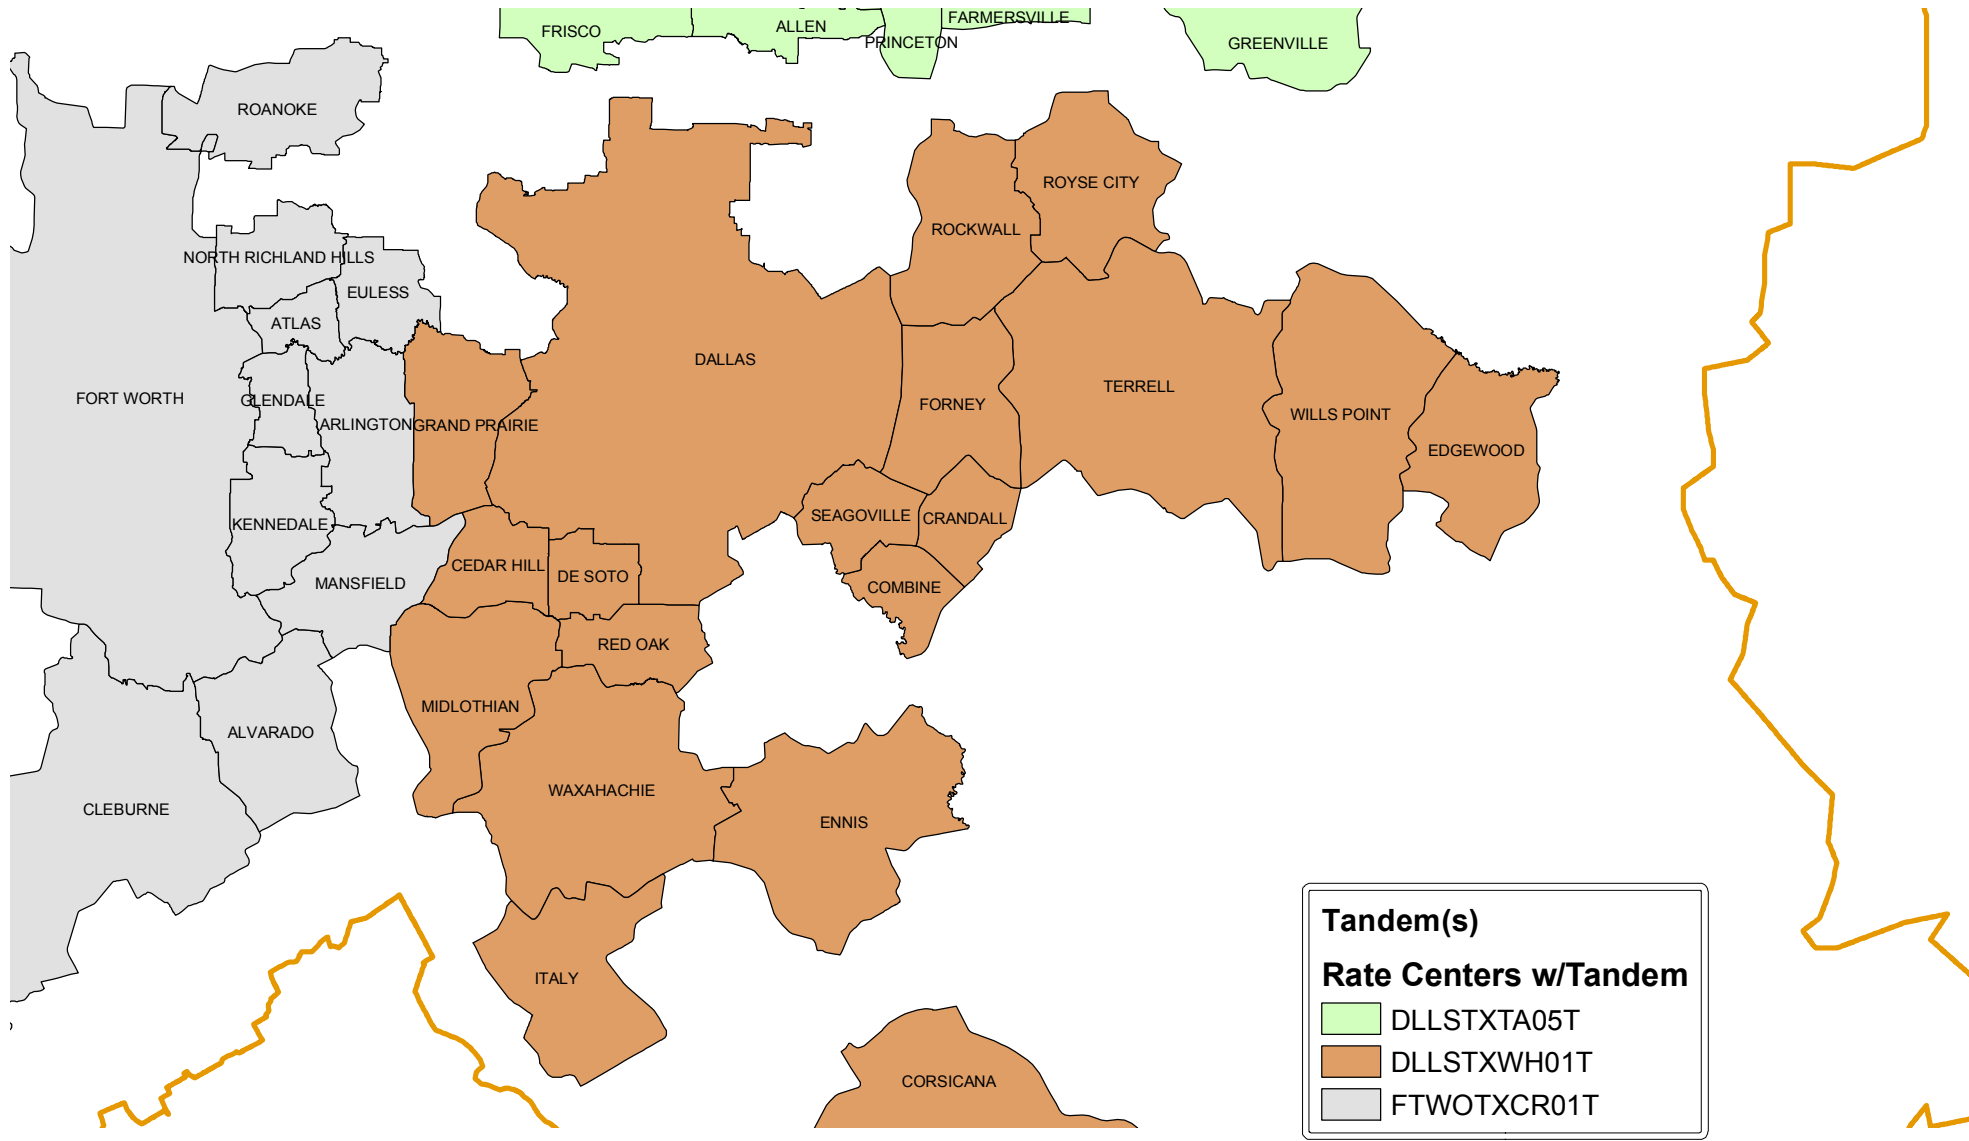 FRISCO
ALLEN
FARMERSVILLE
PRINCETON
GREENVILLE
ROANOKE
ROYSE CITY
ROCKWALL
NORTH RICHLAND HILLS
EULESS
ATLAS
DALLAS
TERRELL
FORT WORTH
GLENDALE
FORNEY
WILLS POINT
ARLINGTON
GRAND PRAIRIE
EDGEWOOD
SEAGOVILLE
CRANDALL
KENNEDALE
CEDAR HILL
DE SOTO
MANSFIELD
COMBINE
RED OAK
MIDLOTHIAN
ALVARADO
WAXAHACHIE
CLEBURNE
ENNIS
ITALY
CORSICANA
Tandem(s)
Rate Centers w/Tandem
DLLSTXTA05T
DLLSTXWH01T
FTWOTXCR01T